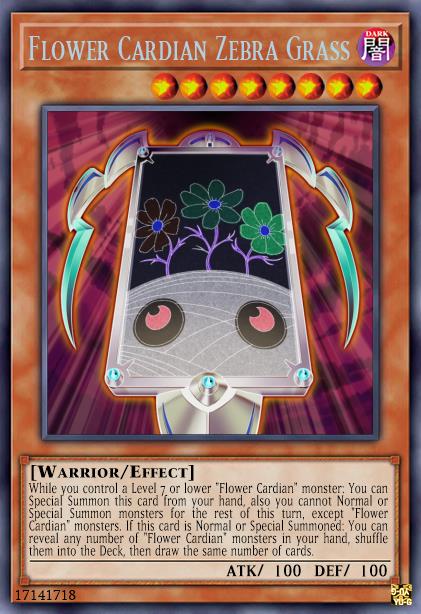 FLOWER CARDIAN ZEBRA GRASS
DARK
闇
[WARRIOR/EFFECT]
While you control a Level 7 or lower "Flower Cardian" monster: You can
Special Summon this card from your hand, also you cannot Normal or
Special Summon monsters for the rest of this turn, except "Flower
Cardian" monsters. If this card is Normal or Special Summoned: You can
reveal any number of "Flower Cardian" monsters in your hand, shuffle
them into the Deck, then draw the same number of cards.
ATK/ 100 DEF/ 100
17141718